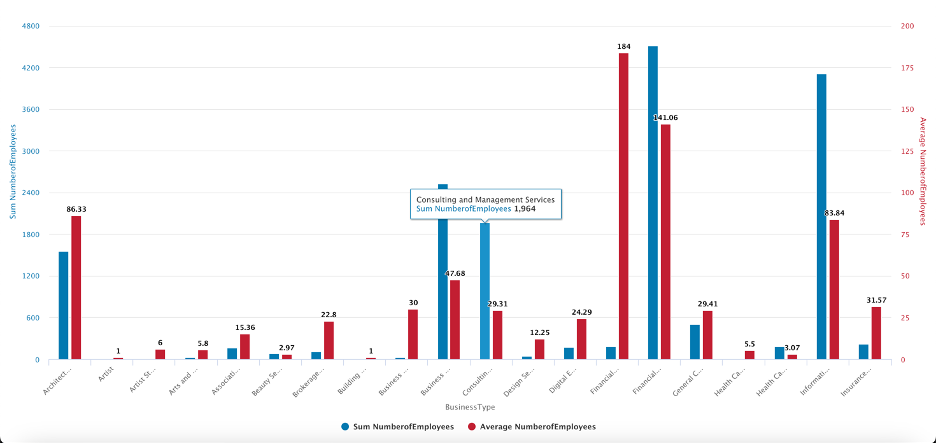 4800
200
4200
175
3600
150
3000
125
2400
100
1800
75
1200
50
600
25
0
0
Sum NumberofEmployees
Average NumberofEmployees
86.33
1
6
5.8
15.36
2.97
22.8
1
30
47.68
29.31
12.25
24.29
184
141.06
29.41
5.5
3.07
83.84
31.57
Consulting and Management Services
Sum NumberofEmployees 1,964
Architect...
Artist
Artist St...
Arts and ...
Associati...
Beauty Se...
Brokerage...
Building ...
Business ...
Business ...
Consultin...
Design Se...
Digital E...
Financial...
Financial...
General C...
Health Ca...
Health Ca...
Informati...
Insurance...
BusinessType
Sum NumberofEmployees
Average NumberofEmployees